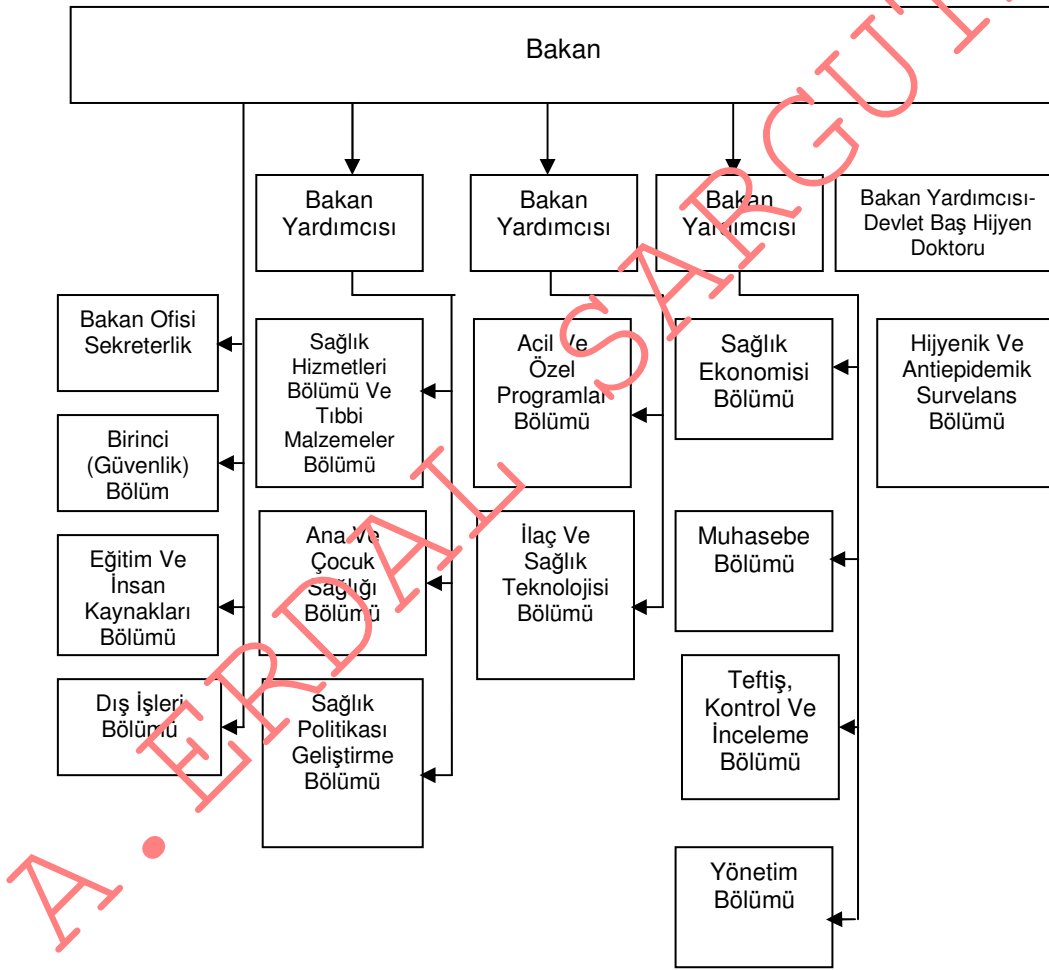 Bakan
Bakan
Yardımcısı
Bakan
Yardımcısı
Bakan
Yardımcısı
Bakan Yardımcısı-
Devlet Baş Hijyen
Doktoru
Bakan Ofisi
Sekreterlik
Birinci
(Güvenlik)
Bölüm
Eğitim Ve
İnsan
Kaynakları
Bölümü
Dış İşleri
Bölümü
Sağlık
Hizmetleri
Bölümü Ve
Tıbbi
Malzemeler
Bölümü
Ana Ve
Çocuk
Sağlığı
Bölümü
Sağlık
Politikası
Geliştirme
Bölümü
Acil Ve
Özel
Programlar
Bölümü
İlaç Ve
Sağlık
Teknolojisi
Bölümü
Sağlık
Ekonomisi
Bölümü
Muhasebe
Bölümü
Teftiş,
Kontrol Ve
İnceleme
Bölümü
Yönetim
Bölümü
Hijyenik Ve
Antiepidemik
Survelans
Bölümü
A. ERDAL SARGUT